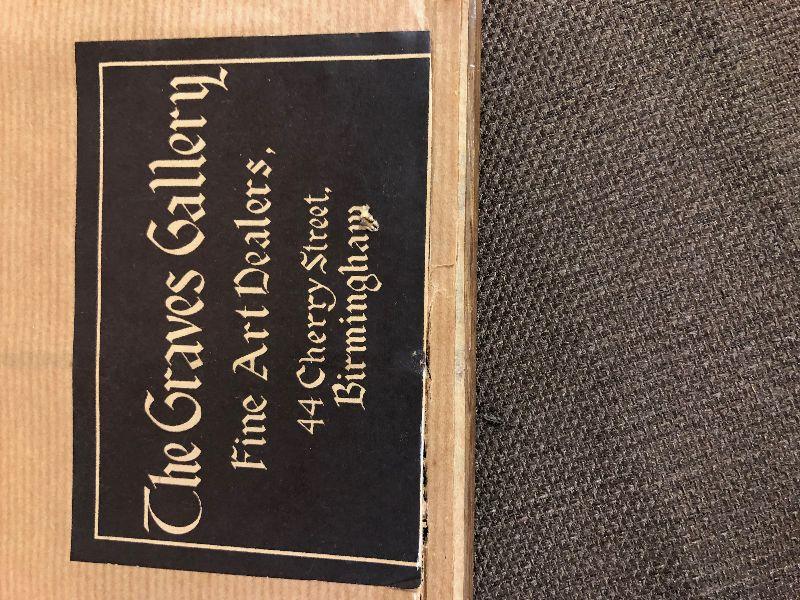 The Graves Gallery
Fine Art Dealers,
44 Cherry Street,
Birmingham